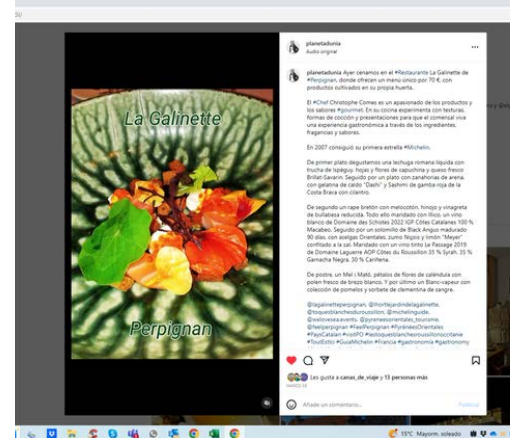 La Galinette
Perpignan
planetadunia
Audio original
planetadunia Ayer cenamos en el #Restaurante La Galinette de
#Perpignan, donde ofrecen un menú único por 70 €, con
productos cultivados en su propia huerta.
El #Chef Christophe Comes es un apasionado de los productos y
los sabores #gourmet. En su cocina experimenta con texturas,
formas de cocción y presentaciones para que el comensal viva
una experiencia gastronómica a través de los ingredientes,
fragancias y sabores.
En 2007 consiguió su primera estrella #Michelin.
De primer plato degustamos una lechuga romana líquida con
trucha de hojas y flores de capuchina y queso fresco
Brillat-Savarin. Seguido por un plato con zanahorias de arena,
con gelatina de caldo "Dashi" y Sashimi de gamba roja de la
Costa Brava con cilantro.
De segundo un rape bretón con melocotón, hinojo y vinagreta
de bullabesa reducida. Todo ello maridado con Illico, un vino
blanco de Domaine des Schistes 2022 IGP Côtes Catalanes 100 %
Macabeo. Seguido por un solomillo de Black Angus madurado
90 días, con acelgas Orientales, zumo y limón "Meyer"
confitado a la sal. Maridado con un vino tinto Le Passage 2019
de Domaine Laguerre AOP Côtes du Roussillon 35 % Syrah, 35 %
Garnacha Negra, 30 % Cariñena.
De postre, un Mel i Mató, pétalos de flores de caléndula con
polen fresco de brezo blanco. Y por último un Blanc-vapeur con
colección de pomelos y sorbete de clementina de sangre.
@lagalinetteperpignan, @hortiejardindelagalinette,
@toquesblanchesduroussillon, @michelinguide,
@welovesea.events, @pyreneesorientales_tourisme,
@feelperpignan #FeelPerpignan #PyrénéesOrientales
#PaysCatalan #visitPO #lestoquesblanchesroussillonoccitanie
#ToutEstIci #GuiaMichelin #Francia #gastronomía #gastronomy
Les gusta a canas_de_viaje y 13 personas más
MARZO 18
Añade un comentario...
Publicar
15°C Mayorm. soleado